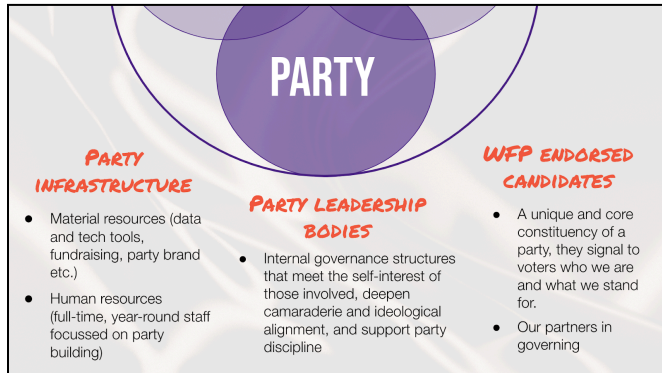 PARTY
PARTY
INFRASTRUCTURE
● Material resources (data
and tech tools,
fundraising, party brand
etc.)
● Human resources
(full-time, year-round staff
focussed on party
building)
PARTY LEADERSHIP
BODIES
● Internal governance structures
that meet the self-interest of
those involved, deepen
camaraderie and ideological
alignment, and support party
discipline
WFP ENDORSED
CANDIDATES
● A unique and core
constituency of a
party, they signal to
voters who we are
and what we stand
for.
● Our partners in
governing